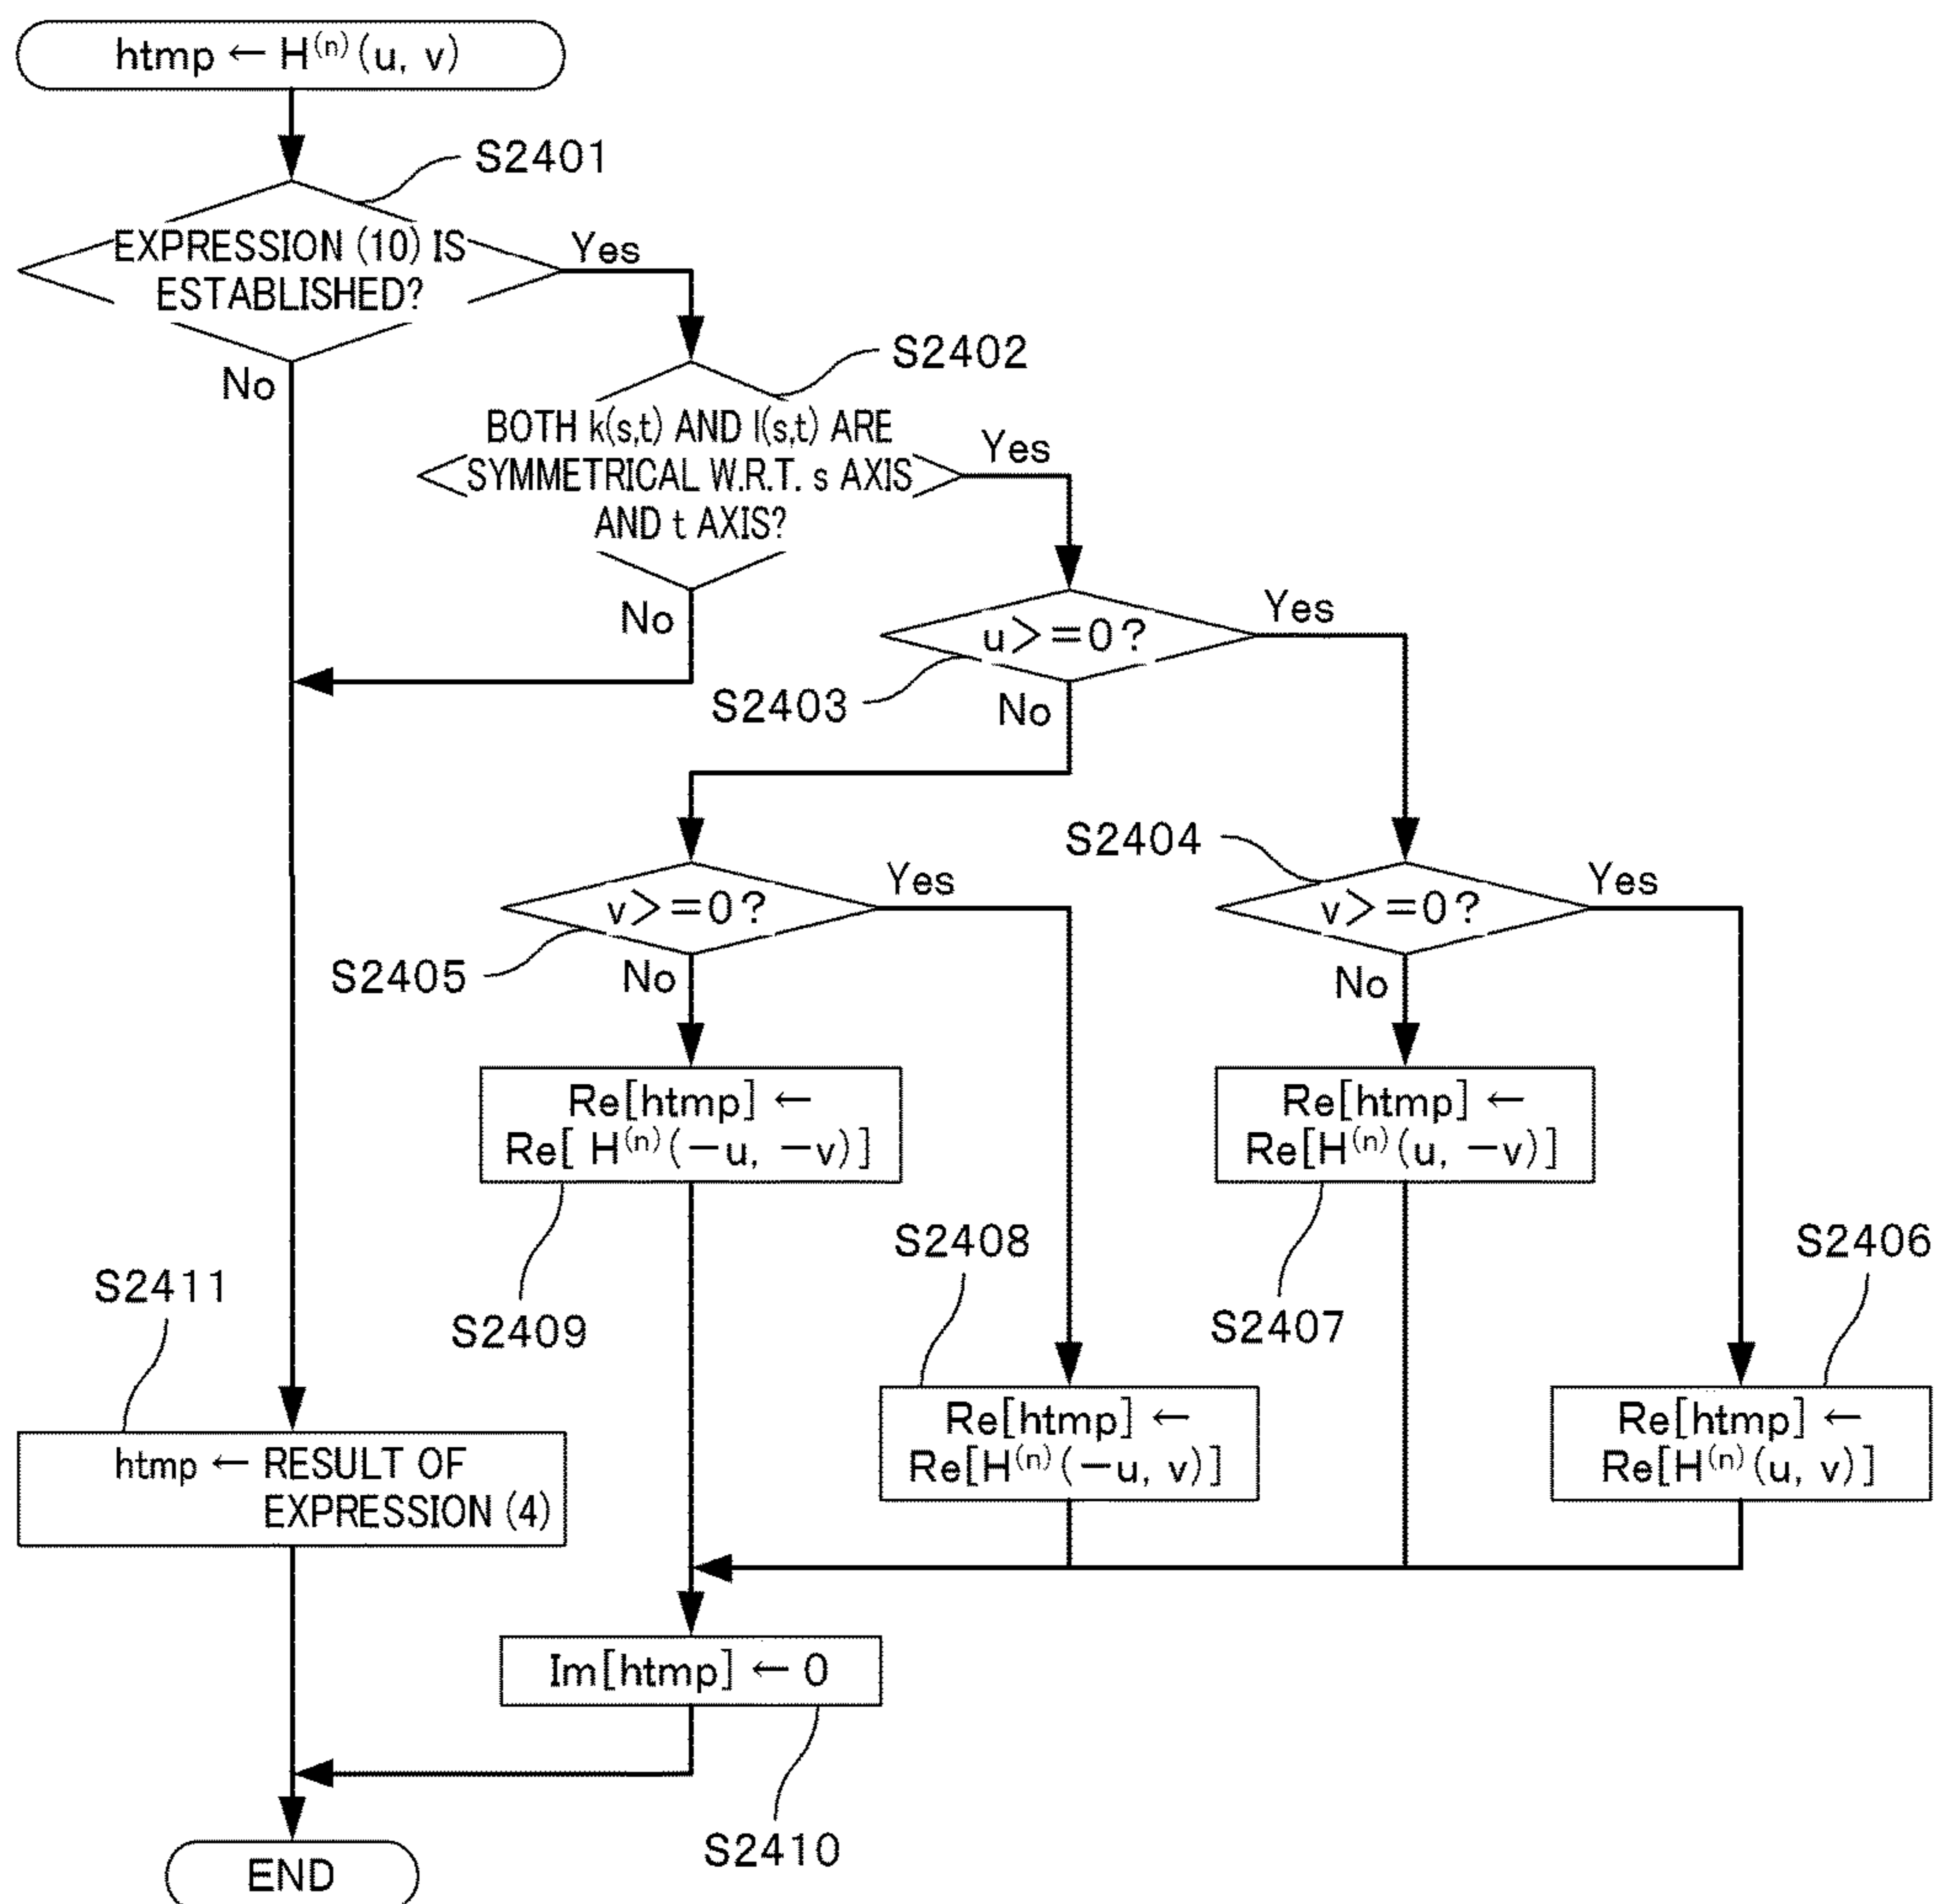 htmp ← H⁽ⁿ⁾(u, v)
S2401
EXPRESSION (10) IS
ESTABLISHED?
Yes
No
S2402
BOTH k(s,t) AND l(s,t) ARE
SYMMETRICAL W.R.T. s AXIS
AND t AXIS?
Yes
No
u>=0?
Yes
S2403
No
S2404
v>=0?
Yes
v>=0?
Yes
S2405
No
No
Re[htmp] ←
Re[ H⁽ⁿ⁾(−u, −v)]
Re[htmp] ←
Re[H⁽ⁿ⁾(u, −v)]
S2408
S2406
S2411
S2409
S2407
htmp ← RESULT OF
EXPRESSION (4)
Re[htmp] ←
Re[H⁽ⁿ⁾(−u, v)]
Re[htmp] ←
Re[H⁽ⁿ⁾(u, v)]
Im[htmp] ← 0
S2410
END